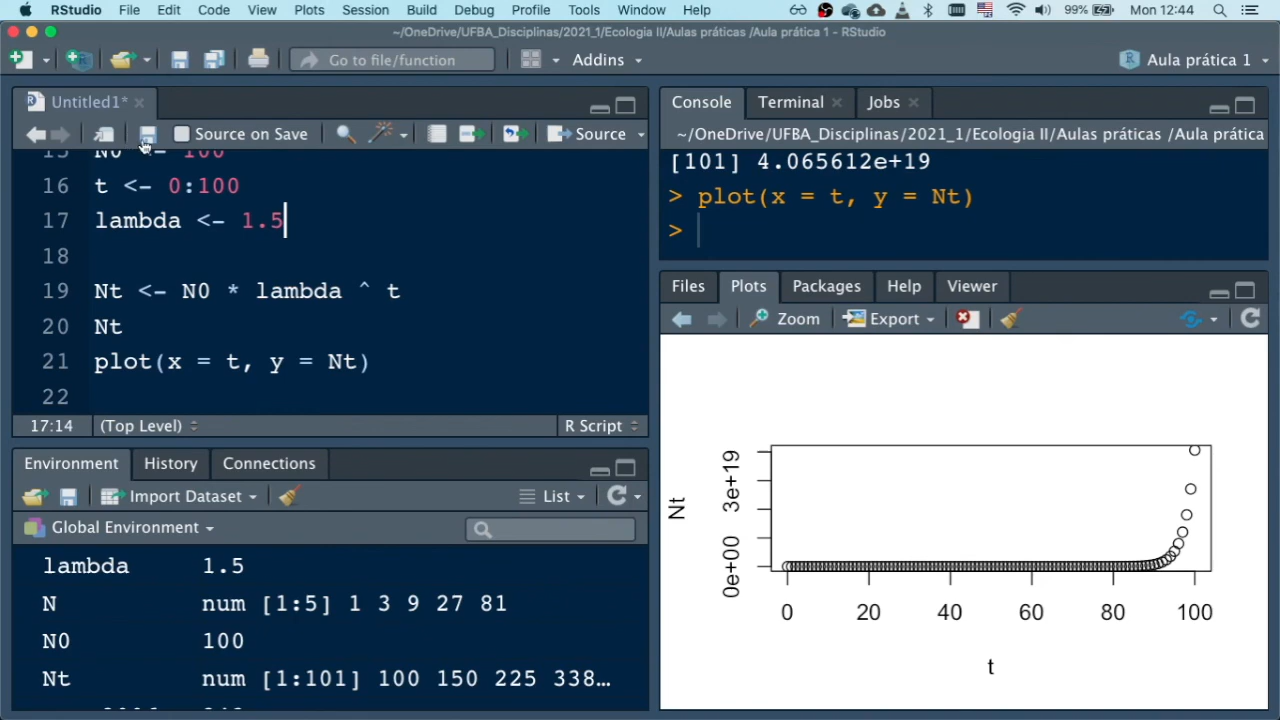 RStudio File Edit Code View Plots Session Build Debug Profile Tools Window Help 99% Mon 12:44
~/OneDrive/UFBA_Disciplinas/2021_1/Ecologia II/Aulas práticas /Aula prática 1 - RStudio
Go to file/function Addins Aula prática 1
Untitled1*
Source on Save Source
15 N0 <- 100
16 t <- 0:100
17 lambda <- 1.5
18
19 Nt <- N0 * lambda ^ t
20 Nt
21 plot(x = t, y = Nt)
22
17:14 (Top Level) R Script
Console Terminal Jobs
~/OneDrive/UFBA_Disciplinas/2021_1/Ecologia II/Aulas práticas /Aula prática
[101] 4.065612e+19
> plot(x = t, y = Nt)
>
Environment History Connections
Import Dataset List
Global Environment
lambda 1.5
N num [1:5] 1 3 9 27 81
N0 100
Nt num [1:101] 100 150 225 338…
Files Plots Packages Help Viewer
Zoom Export
Nt
3e+19
0e+00
0 20 40 60 80 100
t